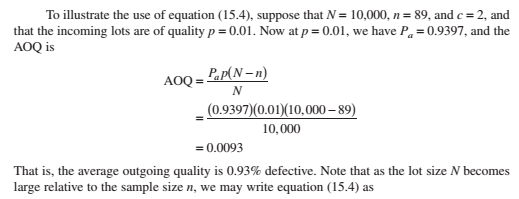 To illustrate the use of equation (15.4), suppose that N = 10,000, n = 89, and c = 2, and
that the incoming lots are of quality p = 0.01. Now at p = 0.01, we have Pa = 0.9397, and the
AOQ is
AOQ = Pa p(N – n) / N
= (0.9397)(0.01)(10,000 – 89) / 10,000
= 0.0093
That is, the average outgoing quality is 0.93% defective. Note that as the lot size N becomes
large relative to the sample size n, we may write equation (15.4) as